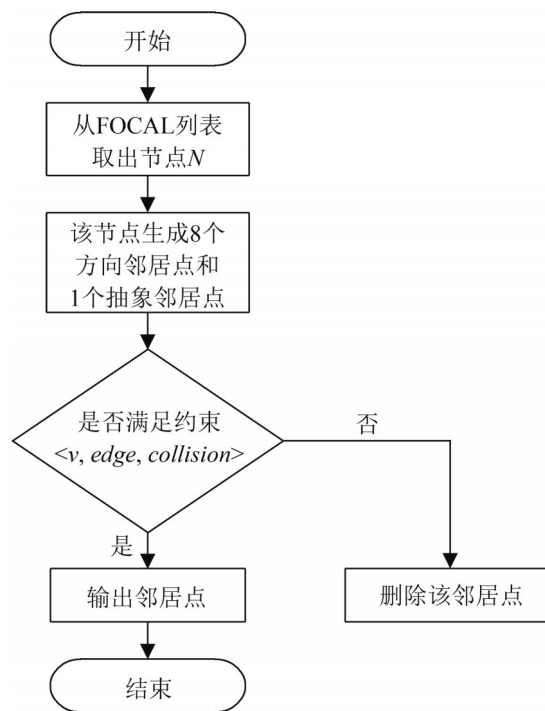 开始
从FOCAL列表
取出节点N
该节点生成8个
方向邻居点和
1个抽象邻居点
是否满足约束
<v, edge, collision>
否
是
输出邻居点
删除该邻居点
结束